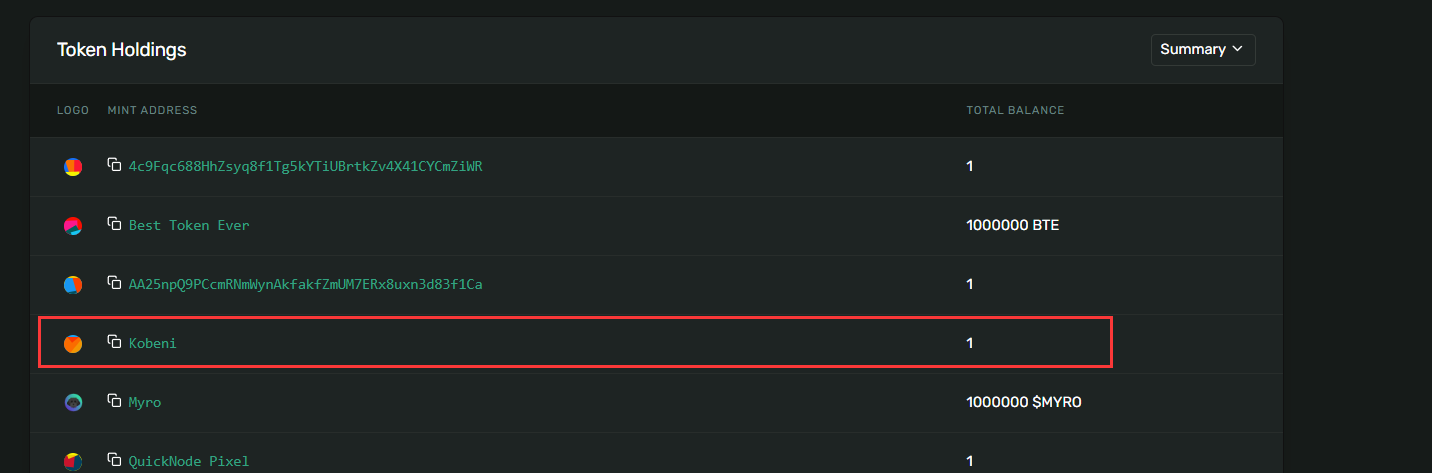 Token Holdings
Summary
LOGO MINT ADDRESS TOTAL BALANCE
4c9Fqc688HhZsyq8f1Tg5kYTiUBrtkZv4X41CYCmZiWR 1
Best Token Ever 1000000 BTE
AA25npQ9PCcmRNmWynAkfakfZmUM7ERx8uxn3d83f1Ca 1
Kobeni 1
Myro 1000000 $MYRO
QuickNode Pixel 1